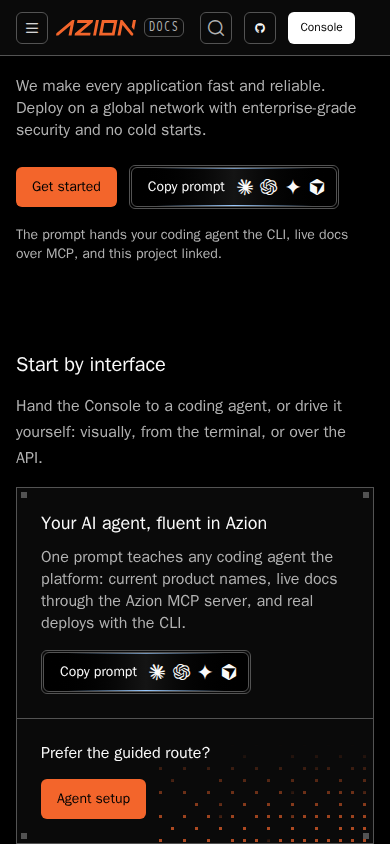 AZION DOCS Console
We make every application fast and reliable.
Deploy on a global network with enterprise-grade
security and no cold starts.
Get started Copy prompt
The prompt hands your coding agent the CLI, live docs
over MCP, and this project linked.
Start by interface
Hand the Console to a coding agent, or drive it
yourself: visually, from the terminal, or over the
API.
Your AI agent, fluent in Azion
One prompt teaches any coding agent the
platform: current product names, live docs
through the Azion MCP server, and real
deploys with the CLI.
Copy prompt
Prefer the guided route?
Agent setup